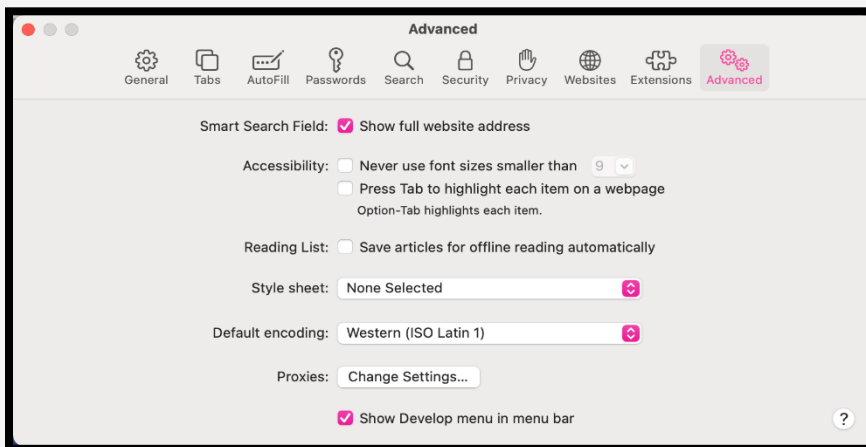 Advanced
General Tabs AutoFill Passwords Search Security Privacy Websites Extensions Advanced
Smart Search Field: Show full website address
Accessibility: Never use font sizes smaller than 9
Press Tab to highlight each item on a webpage
Option-Tab highlights each item.
Reading List: Save articles for offline reading automatically
Style sheet: None Selected
Default encoding: Western (ISO Latin 1)
Proxies: Change Settings...
Show Develop menu in menu bar ?